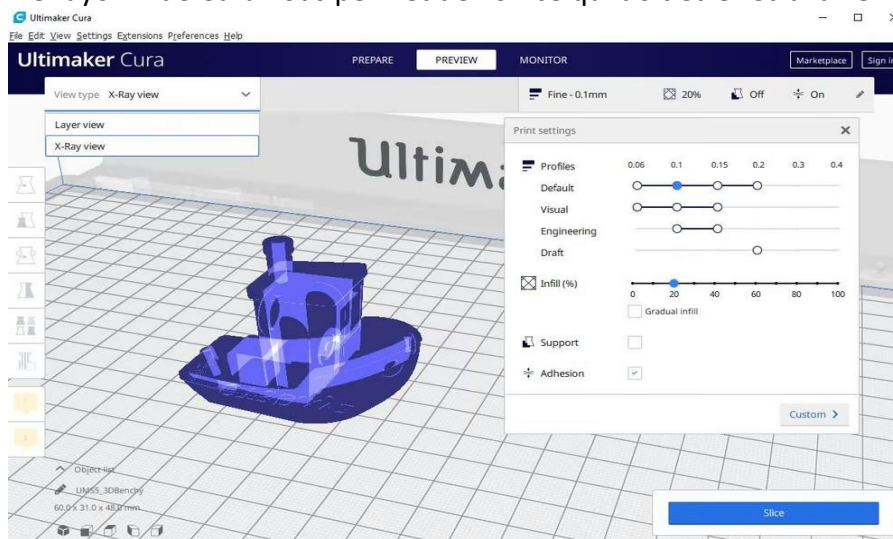 Ultimaker Cura
File Edit View Settings Extensions Preferences Help
Ultimaker Cura
PREPARE PREVIEW MONITOR
Marketplace
View type X-Ray view
Fine - 0.1mm 20% Off On
Layer view
X-Ray view
Print settings
Profiles 0.06 0.1 0.15 0.2 0.3 0.4
Default
Visual
Engineering
Draft
Infill (%)
0 20 40 60 80 100
Gradual infill
Support
Adhesion
Custom
Object list
UMS5_3DBenchy
60.0 x 31.0 x 48.0 mm
Slice